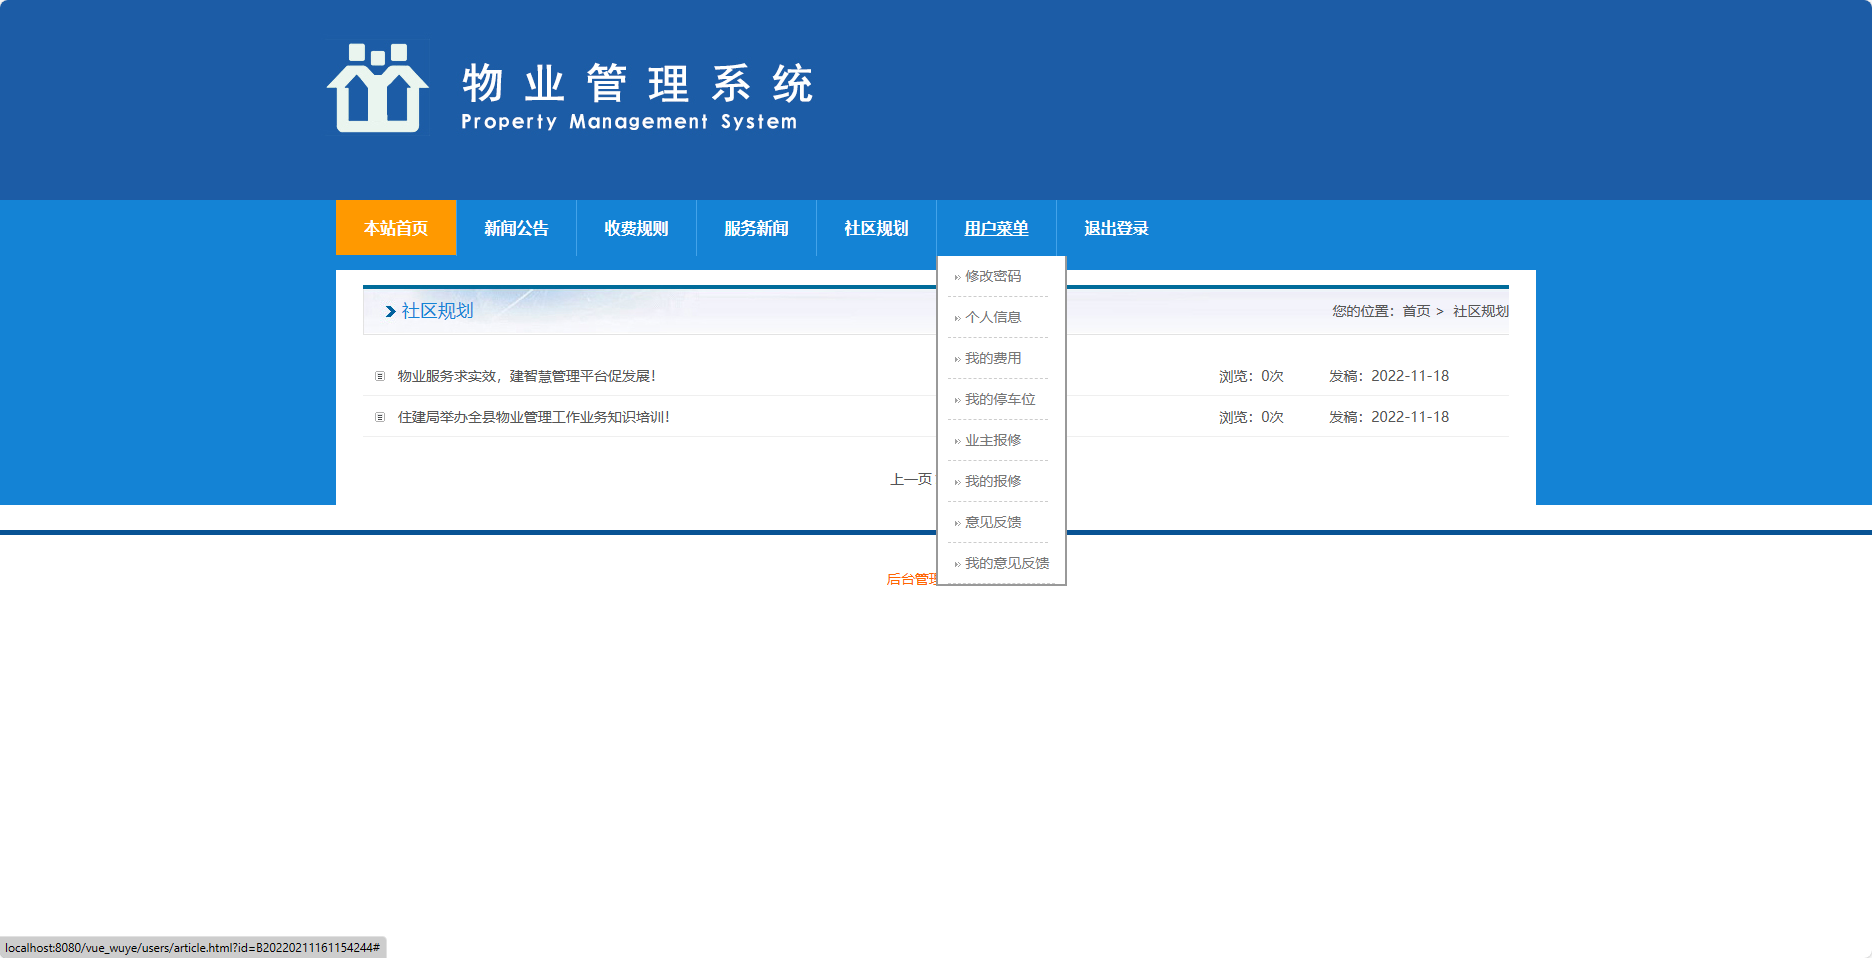 物业管理系统
Property Management System
本站首页 新闻公告 收费规则 服务新闻 社区规划 用户菜单 退出登录
修改密码
社区规划
您的位置：首页 > 社区规划
个人信息
我的费用
物业服务求实效，建智慧管理平台促发展！
浏览：0次 发稿：2022-11-18
我的停车位
住建局举办全县物业管理工作业务知识培训！
浏览：0次 发稿：2022-11-18
业主报修
上一页
我的报修
意见反馈
我的意见反馈
后台管理
localhost:8080/vue_wuye/users/article.html?id=B20220211161154244#